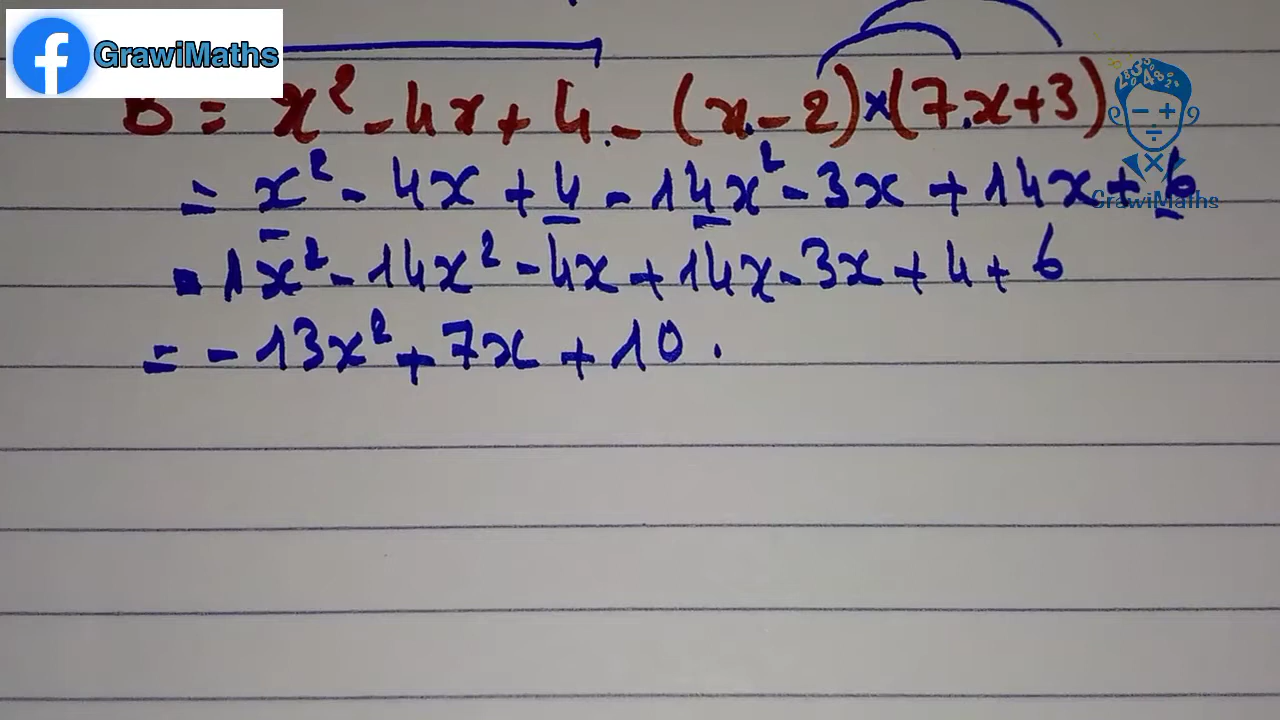 GrawiMaths
B = x² - 4x + 4 - (x - 2) × (7x + 3)
GrawiMaths
= x² - 4x + 4 - 14x² - 3x + 14x + 6
= 1x² - 14x² - 4x + 14x - 3x + 4 + 6
= - 13x² + 7x + 10 .